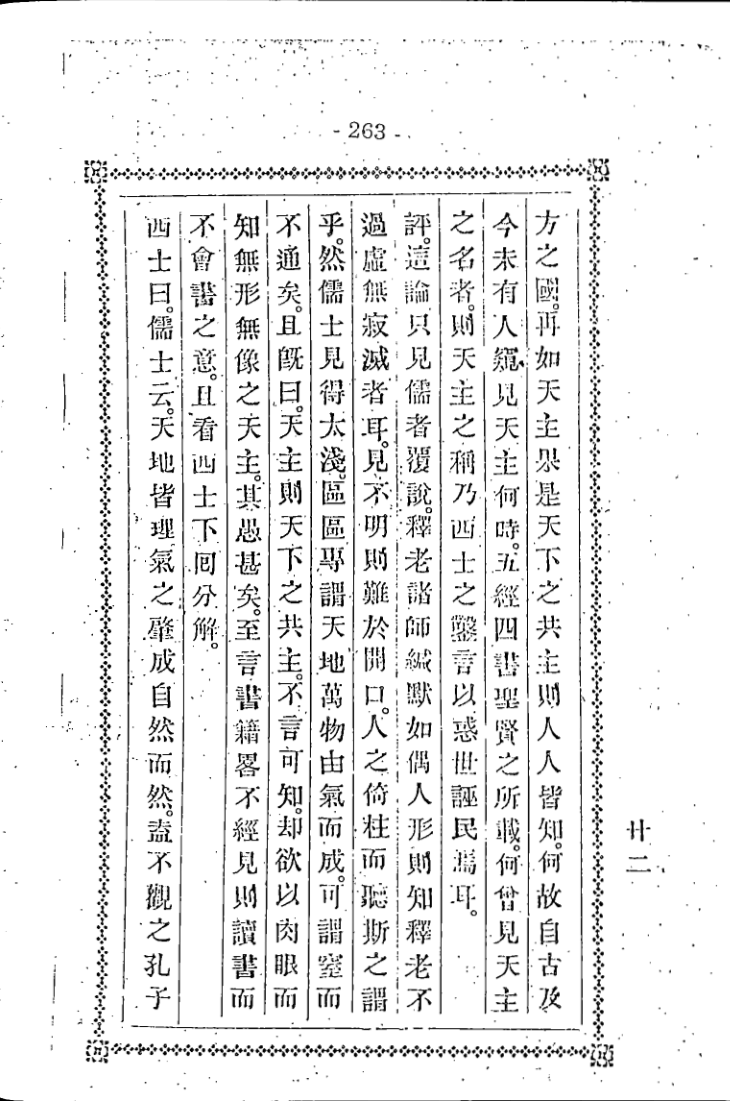 - 263 -
方之國。再如天主果是天下之共主則人人皆知。何故自古及
今未有人窺見天主何時。五經四書聖賢之所載。何曾見天主
之名者。則天主之稱乃西士之鑿言以惑世誣民焉耳。
評。這論只見儒者覆說。釋老諸師緘默如偶人形則知釋老不
過虛無寂滅者耳。見不明則難於開口。人之倚柱而聽斯之謂
乎。然儒士見得太淺。區區專謂天地萬物由氣而成。可謂窒而
不通矣。且旣曰。天主則天下之共主。不言可知。却欲以肉眼而
知無形無像之天主。其愚甚矣。至言書籍畧不經見則讀書而
不會書之意。且看西士下囘分解。
西士曰。儒士云。天地皆理氣之肇成自然而然。盍不觀之孔子
廿二